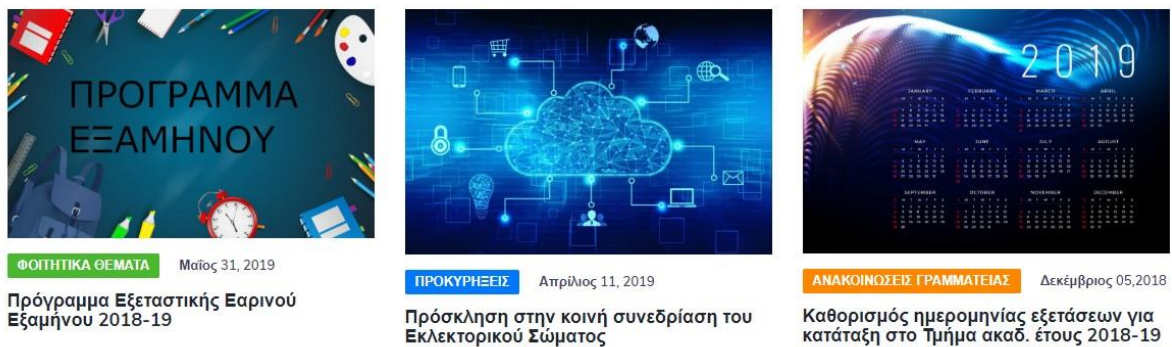 ΠΡΟΓΡΑΜΜΑ
ΕΞΑΜΗΝΟΥ
ΦΟΙΤΗΤΙΚΑ ΘΕΜΑΤΑ Μαΐος 31, 2019
Πρόγραμμα Εξεταστικής Εαρινού
Εξαμήνου 2018-19
ΠΡΟΚΥΡΗΞΕΙΣ Απρίλιος 11, 2019
Πρόσκληση στην κοινή συνεδρίαση του
Εκλεκτορικού Σώματος
2019
JANUARY FEBRUARY MARCH APRIL
MAY JUNE JULY AUGUST
SEPTEMBER OCTOBER NOVEMBER DECEMBER
ΑΝΑΚΟΙΝΩΣΕΙΣ ΓΡΑΜΜΑΤΕΙΑΣ Δεκέμβριος 05,2018
Καθορισμός ημερομηνίας εξετάσεων για
κατάταξη στο Τμήμα ακαδ. έτους 2018-19